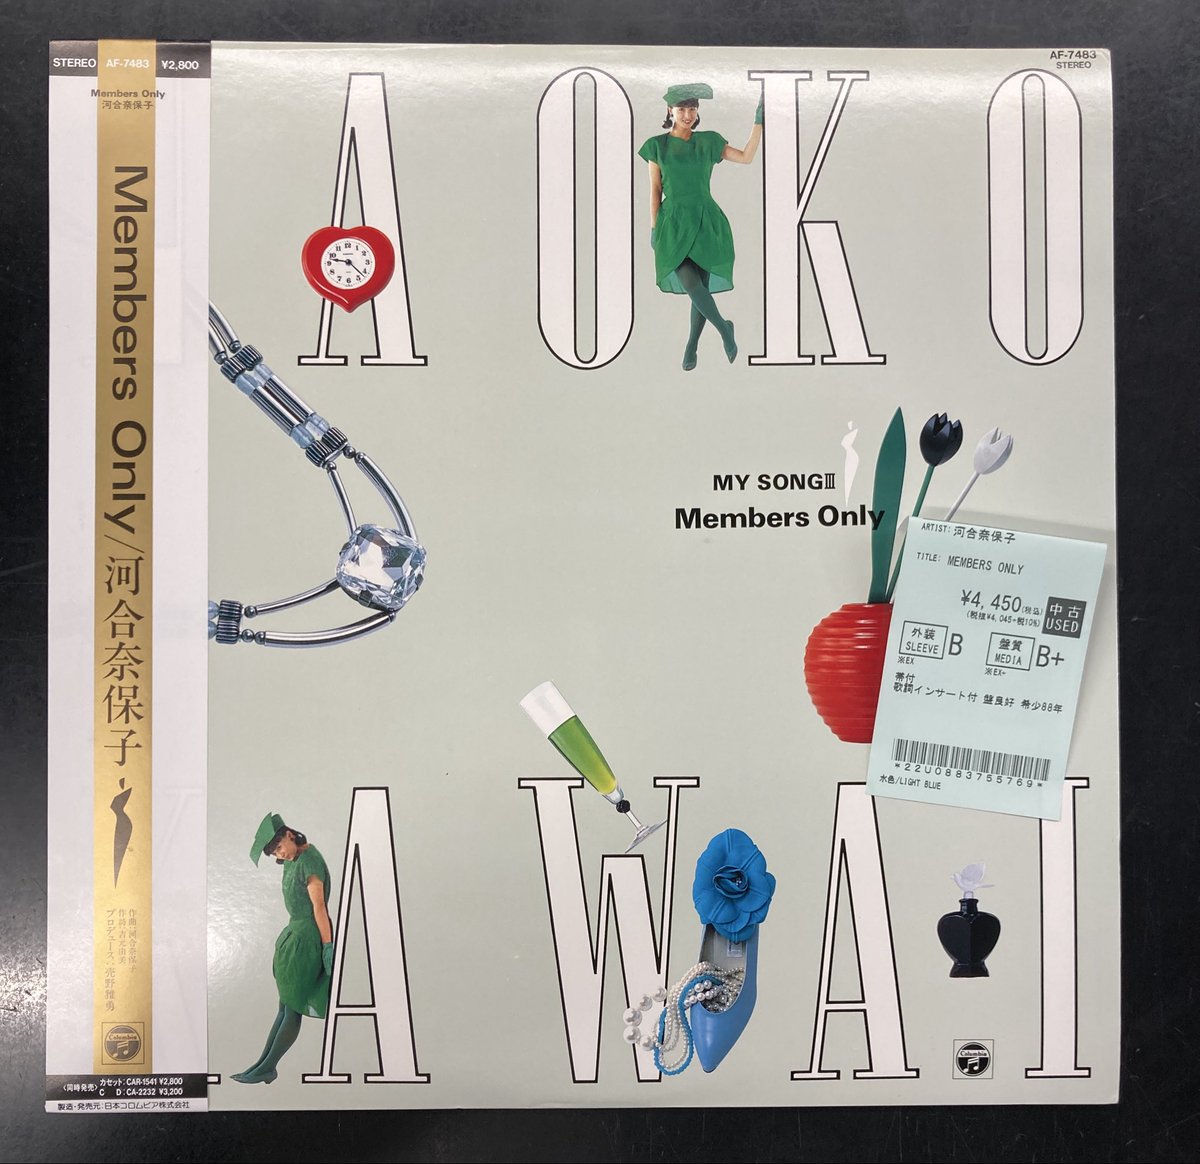 STEREO AF-7483 ¥2,800
Members Only
河合奈保子
Members Only/河合奈保子
作曲:河合奈保子
作詩:吉元由美
プロデュース:売野雅勇
Columbia
〈同時発売〉カセット:CAR-1541 ¥2,800
C D:CA-2232 ¥3,200
製造・発売元:日本コロムビア株式会社
AF-7483
STEREO
AOKO
MY SONGⅢ
Members Only
ARTIST: 河合奈保子
TITLE: MEMBERS ONLY
¥4,450(税込)
(税抜¥4,045+税10%)
中古
USED
外装
SLEEVE B
※EX
盤質
MEDIA B+
※EX-
帯付
歌詞インサート付 盤良好 希少88年
*22U0883755769*
水色/LIGHT BLUE
AWAI
Columbia